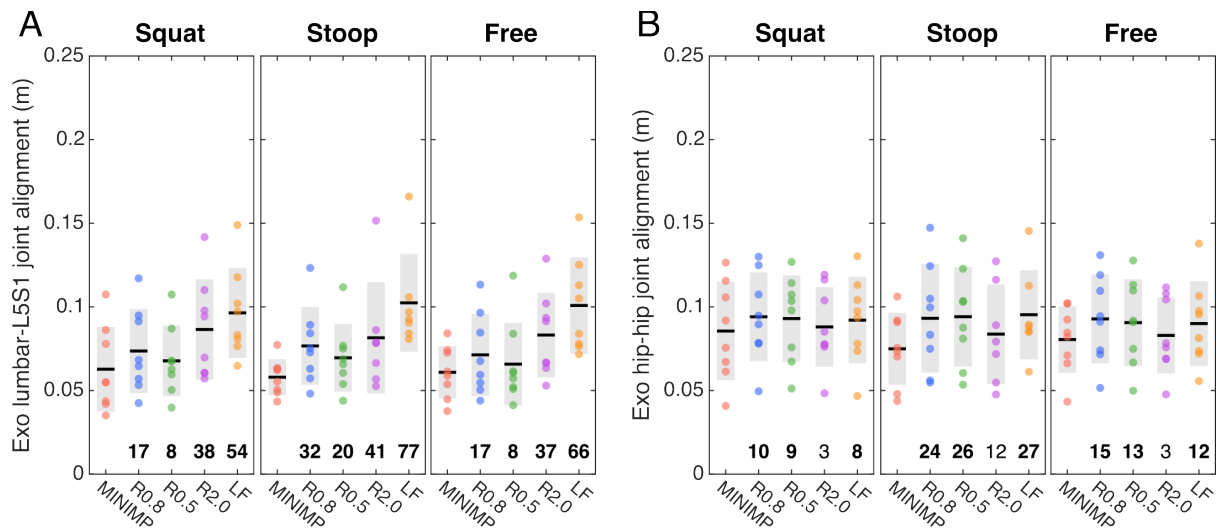 A
Squat Stoop Free
Exo lumbar-L5S1 joint alignment (m)
0.25
0.2
0.15
0.1
0.05
0
17 8 38 54 32 20 41 77 17 8 37 66
MINIMP R0.8 R0.5 R2.0 LF MINIMP R0.8 R0.5 R2.0 LF MINIMP R0.8 R0.5 R2.0 LF
B
Squat Stoop Free
Exo hip-hip joint alignment (m)
0.25
0.2
0.15
0.1
0.05
0
10 9 3 8 24 26 12 27 15 13 3 12
MINIMP R0.8 R0.5 R2.0 LF MINIMP R0.8 R0.5 R2.0 LF MINIMP R0.8 R0.5 R2.0 LF